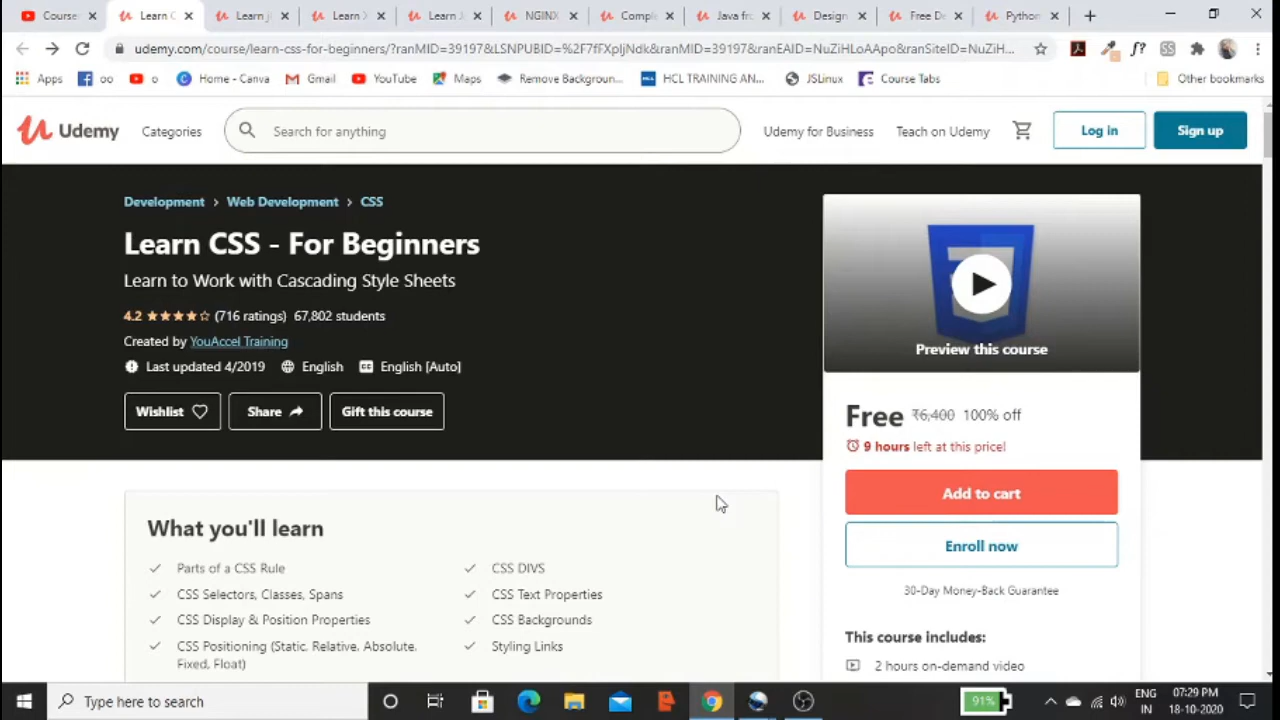 Course: Learn C Learn jC Learn X Learn J NGINX Comple Java fro Design Free De Python
udemy.com/course/learn-css-for-beginners/?ranMID=39197&LSNPUBID=%2F7fFXpljNdk&ranMID=39197&ranEAID=NuZiHLoAApo&ranSiteID=NuZiH...
Apps oo o Home - Canva Gmail YouTube Maps Remove Backgroun... HCL TRAINING AN... JSLinux Course Tabs Other bookmarks
Udemy Categories Search for anything Udemy for Business Teach on Udemy Log in Sign up
Development > Web Development > CSS
Learn CSS - For Beginners
Learn to Work with Cascading Style Sheets
4.2 (716 ratings) 67,802 students
Created by YouAccel Training
Last updated 4/2019 English English [Auto]
Wishlist Share Gift this course
Preview this course
Free ₹6,400 100% off
9 hours left at this price!
Add to cart
Enroll now
30-Day Money-Back Guarantee
This course includes:
2 hours on-demand video
What you'll learn
Parts of a CSS Rule
CSS Selectors, Classes, Spans
CSS Display & Position Properties
CSS Positioning (Static, Relative, Absolute,
Fixed, Float)
CSS DIVS
CSS Text Properties
CSS Backgrounds
Styling Links
Type here to search
91%
ENG
IN
07:29 PM
18-10-2020